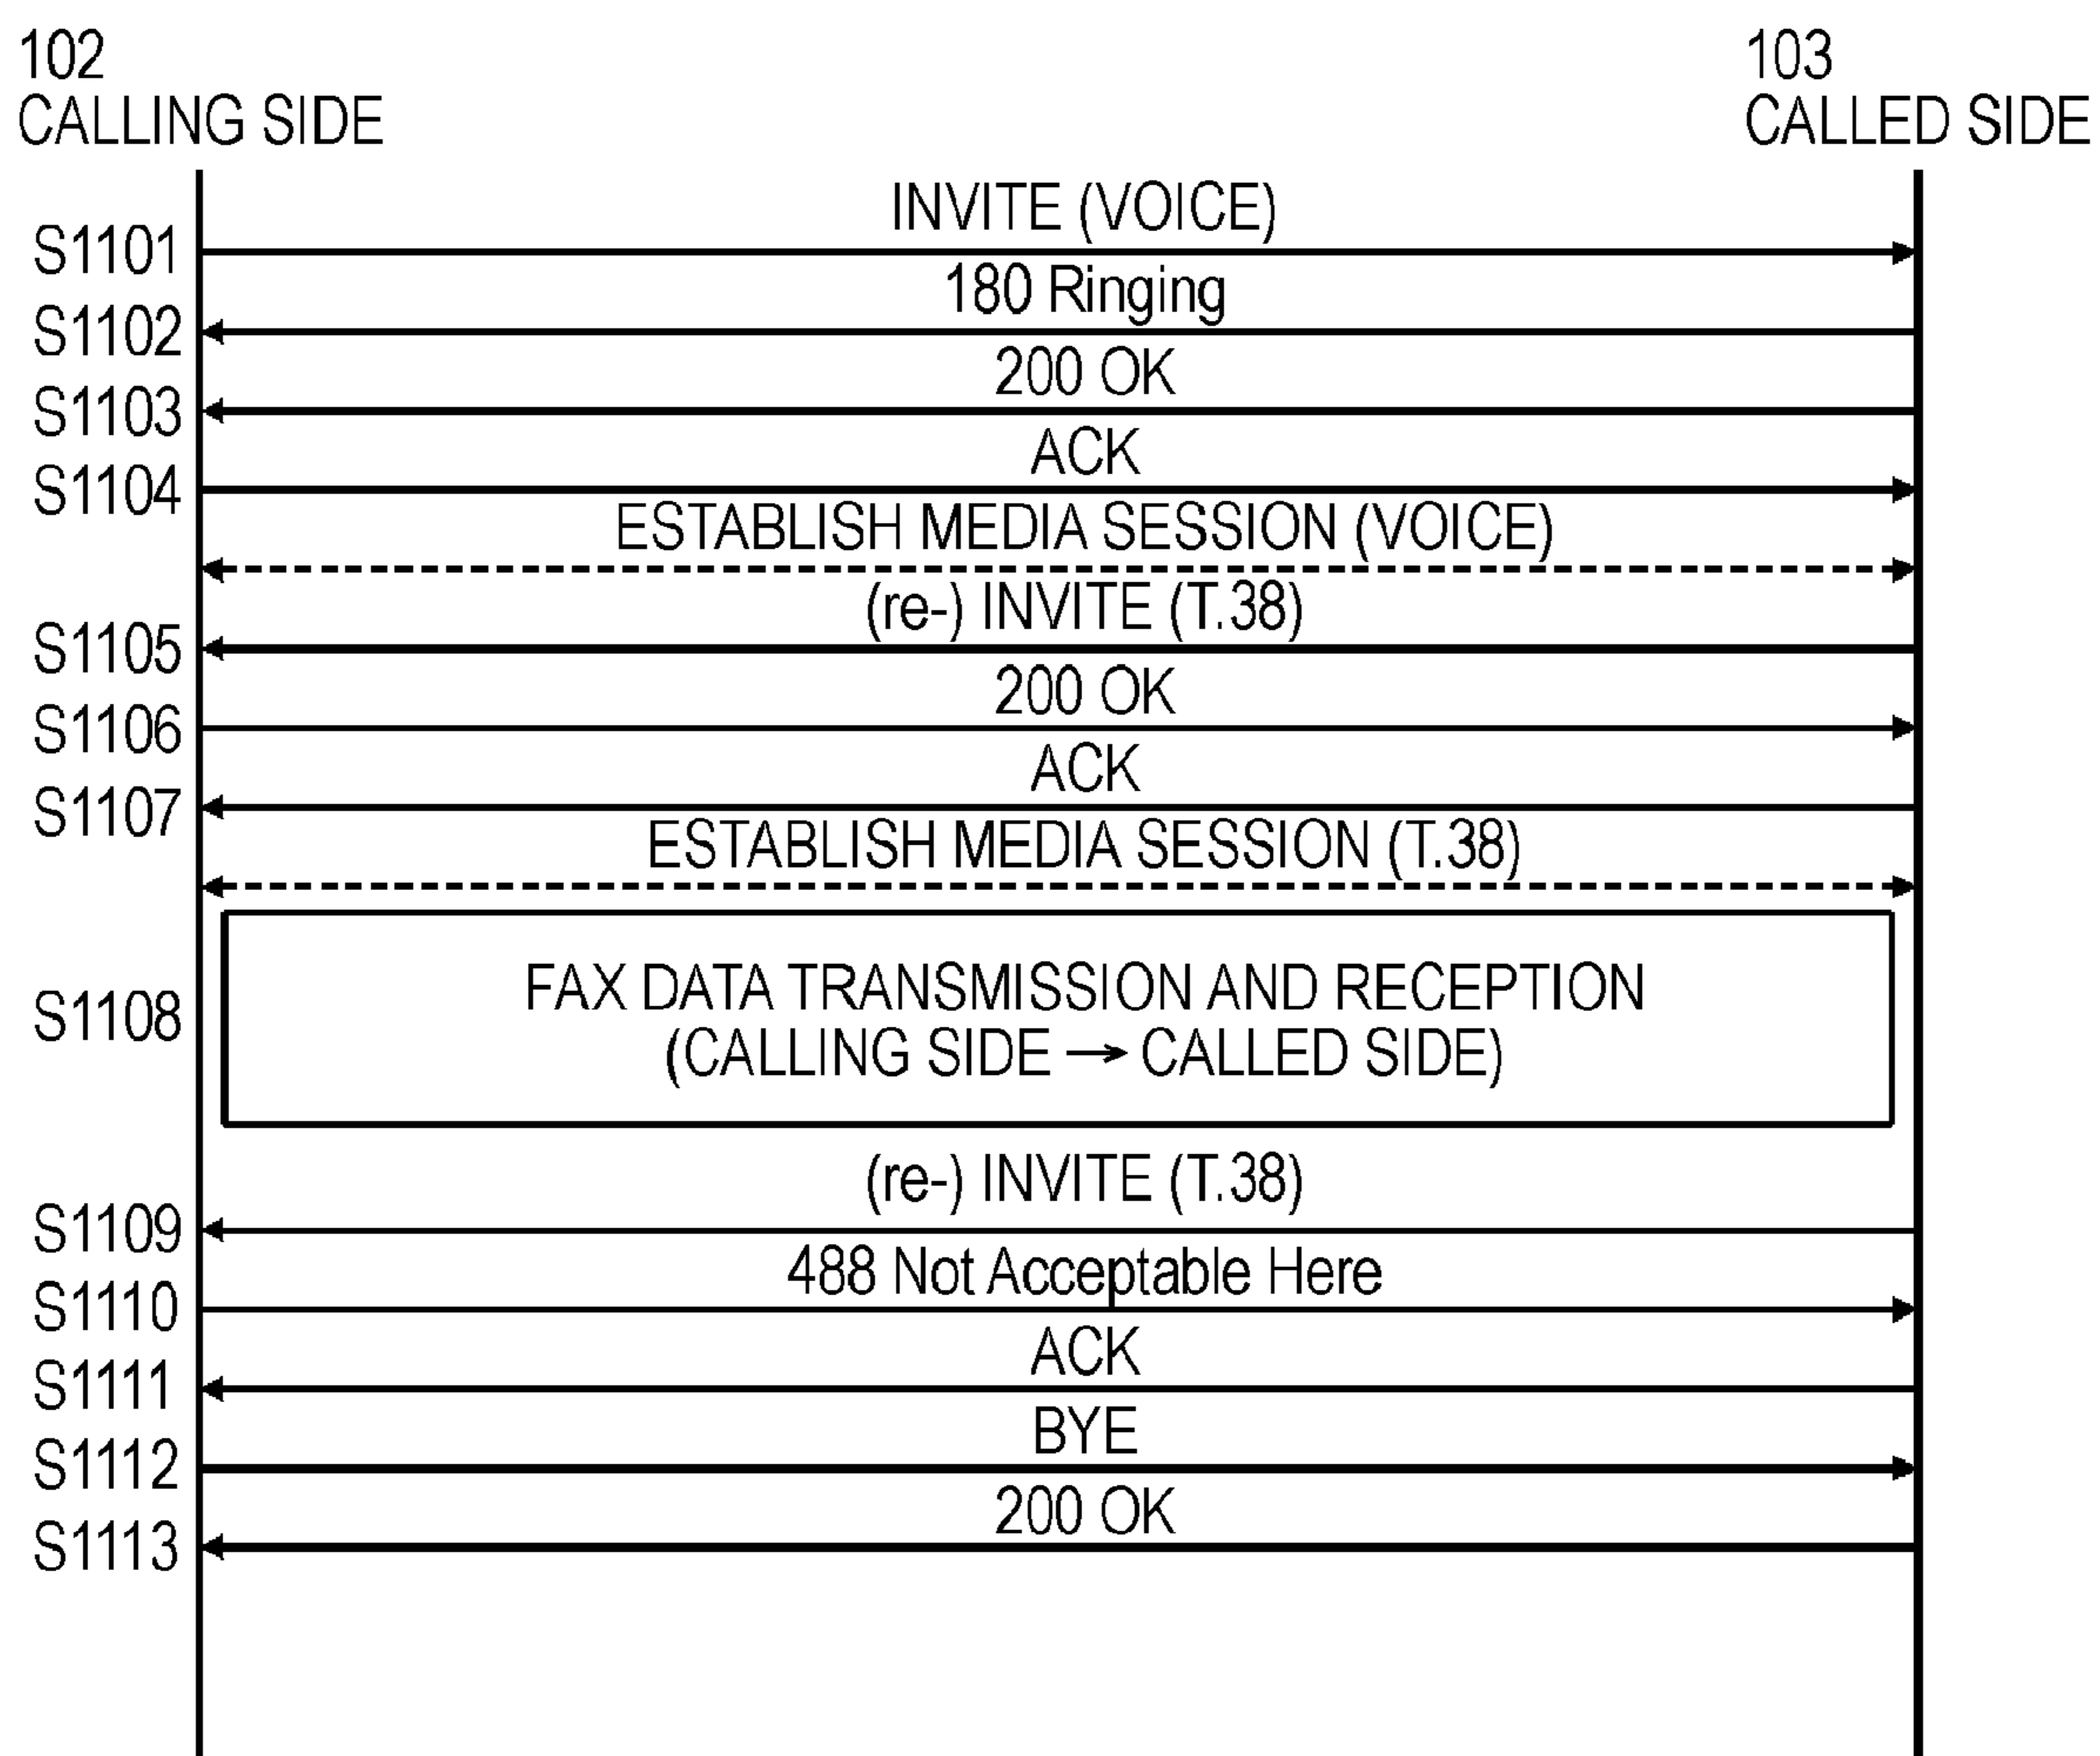 102
CALLING SIDE
103
CALLED SIDE
INVITE (VOICE)
S1101
180 Ringing
S1102
200 OK
S1103
ACK
S1104
ESTABLISH MEDIA SESSION (VOICE)
(re-) INVITE (T.38)
S1105
200 OK
S1106
ACK
S1107
ESTABLISH MEDIA SESSION (T.38)
S1108
FAX DATA TRANSMISSION AND RECEPTION
(CALLING SIDE → CALLED SIDE)
(re-) INVITE (T.38)
S1109
488 Not Acceptable Here
S1110
ACK
S1111
BYE
S1112
200 OK
S1113